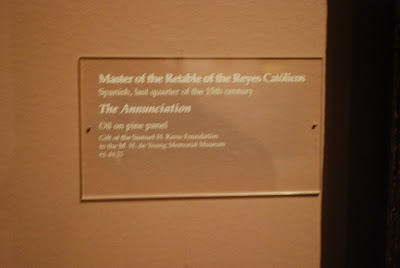 Master of the Retable of the Reyes Católicos
Spanish, last quarter of the 15th century
The Annunciation
Oil on pine panel
Gift of the Samuel H. Kress Foundation
to the M. H. de Young Memorial Museum